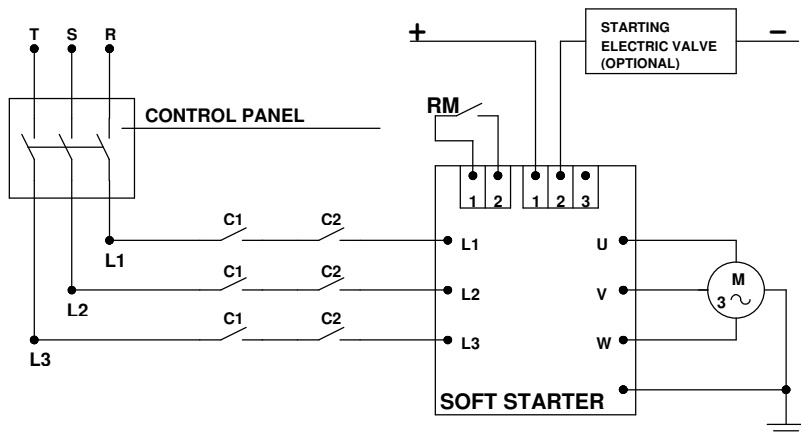 T S R
+
STARTING
ELECTRIC VALVE
(OPTIONAL)
−
RM
CONTROL PANEL
1 2
1 2 3
C1 C2
L1
L1
U
C1 C2
L2
L2
V
M
3 ~
C1 C2
L3
L3
W
SOFT STARTER